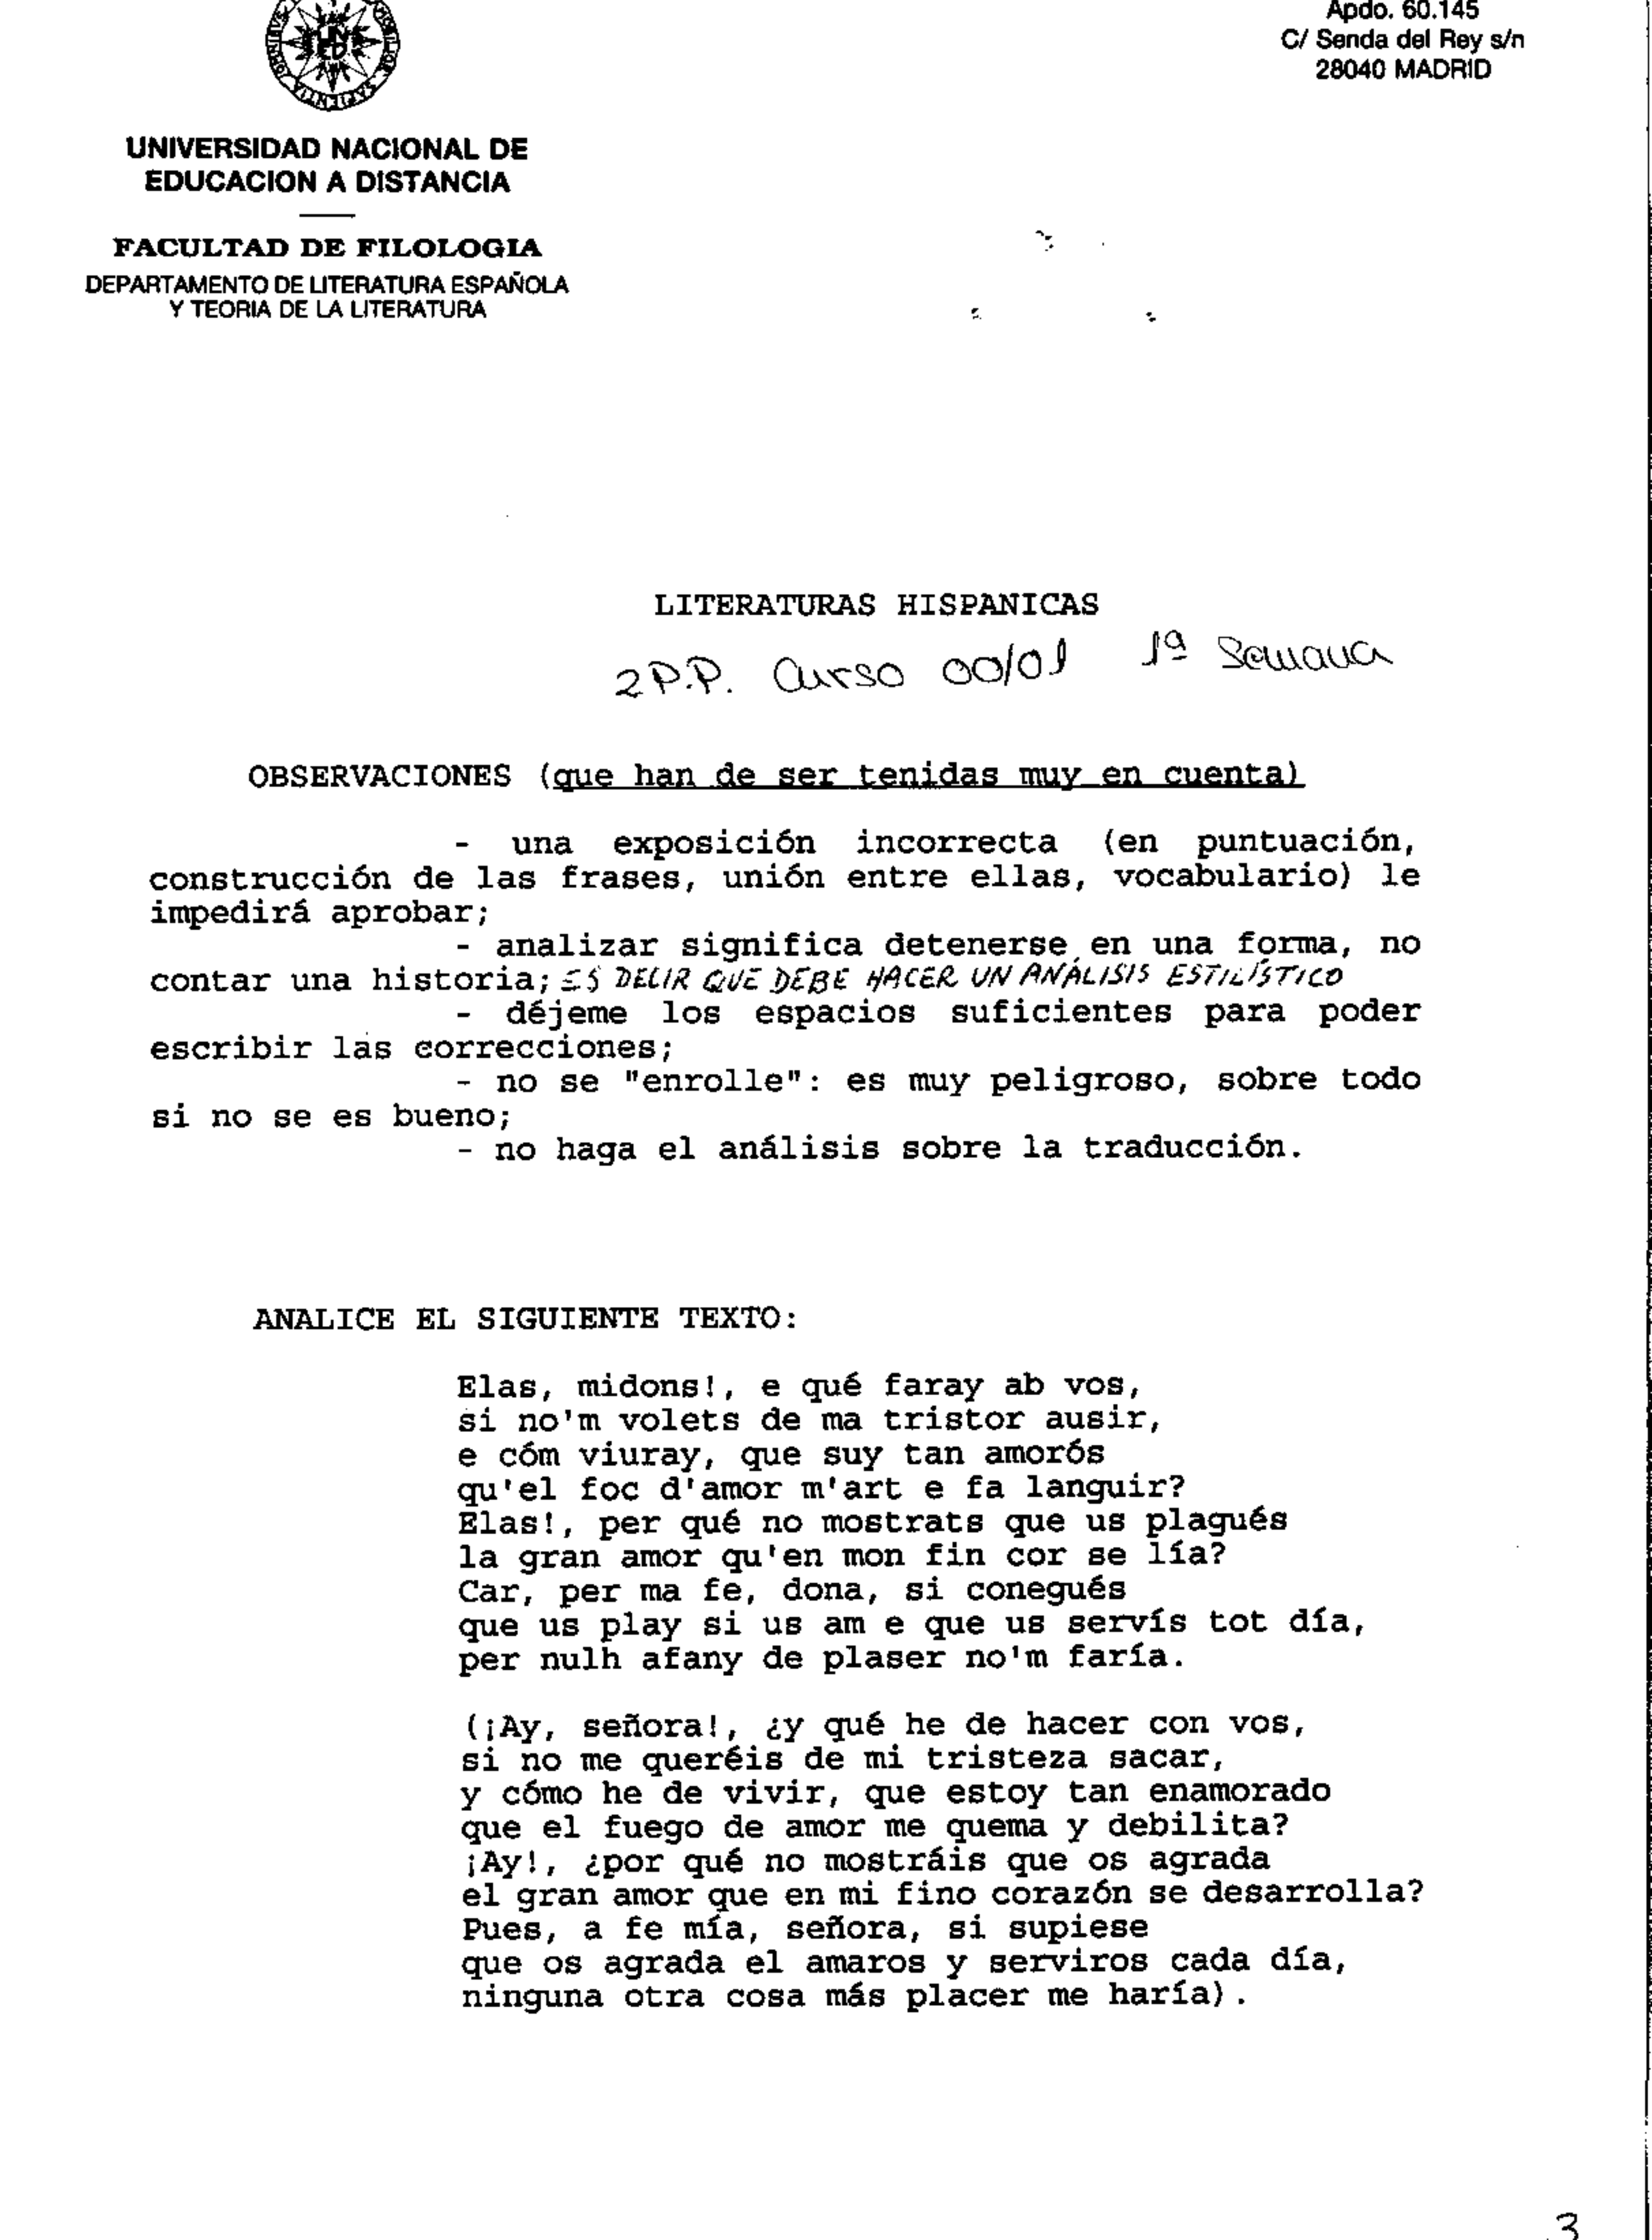 Apdo. 60.145
C/ Senda del Rey s/n
28040 MADRID
UNED
SAPIENTIA
UNIVERSIDAD NACIONAL DE
EDUCACION A DISTANCIA
FACULTAD DE FILOLOGIA
DEPARTAMENTO DE LITERATURA ESPAÑOLA
Y TEORIA DE LA LITERATURA
LITERATURAS HISPANICAS
2P.P. Curso 00/01 1ª Semana
OBSERVACIONES (que han de ser tenidas muy en cuenta)
- una exposición incorrecta (en puntuación,
construcción de las frases, unión entre ellas, vocabulario) le
impedirá aprobar;
- analizar significa detenerse en una forma, no
contar una historia; ES DECIR QUE DEBE HACER UN ANÁLISIS ESTILÍSTICO
- déjeme los espacios suficientes para poder
escribir las correcciones;
- no se "enrolle": es muy peligroso, sobre todo
si no se es bueno;
- no haga el análisis sobre la traducción.
ANALICE EL SIGUIENTE TEXTO:
Elas, midons!, e qué faray ab vos,
si no'm volets de ma tristor ausir,
e cóm viuray, que suy tan amorós
qu'el foc d'amor m'art e fa languir?
Elas!, per qué no mostrats que us plagués
la gran amor qu'en mon fin cor se lía?
Car, per ma fe, dona, si conegués
que us play si us am e que us servís tot día,
per nulh afany de plaser no'm faría.
(¡Ay, señora!, ¿y qué he de hacer con vos,
si no me queréis de mi tristeza sacar,
y cómo he de vivir, que estoy tan enamorado
que el fuego de amor me quema y debilita?
¡Ay!, ¿por qué no mostráis que os agrada
el gran amor que en mi fino corazón se desarrolla?
Pues, a fe mía, señora, si supiese
que os agrada el amaros y serviros cada día,
ninguna otra cosa más placer me haría).
3